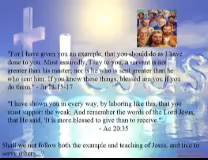 "For I have given you an example, that you should do as I have
done to you. Most assuredly, I say to you, a servant is not
greater than his master; nor is he who is sent greater than he
who sent him. If you know these things, blessed are you if you
do them." - Jn 13:15-17
"I have shown you in every way, by laboring like this, that you
must support the weak. And remember the words of the Lord Jesus,
that He said, 'It is more blessed to give than to receive.'"
- Ac 20:35
Shall we not follow both the example and teaching of Jesus, and
serve others...